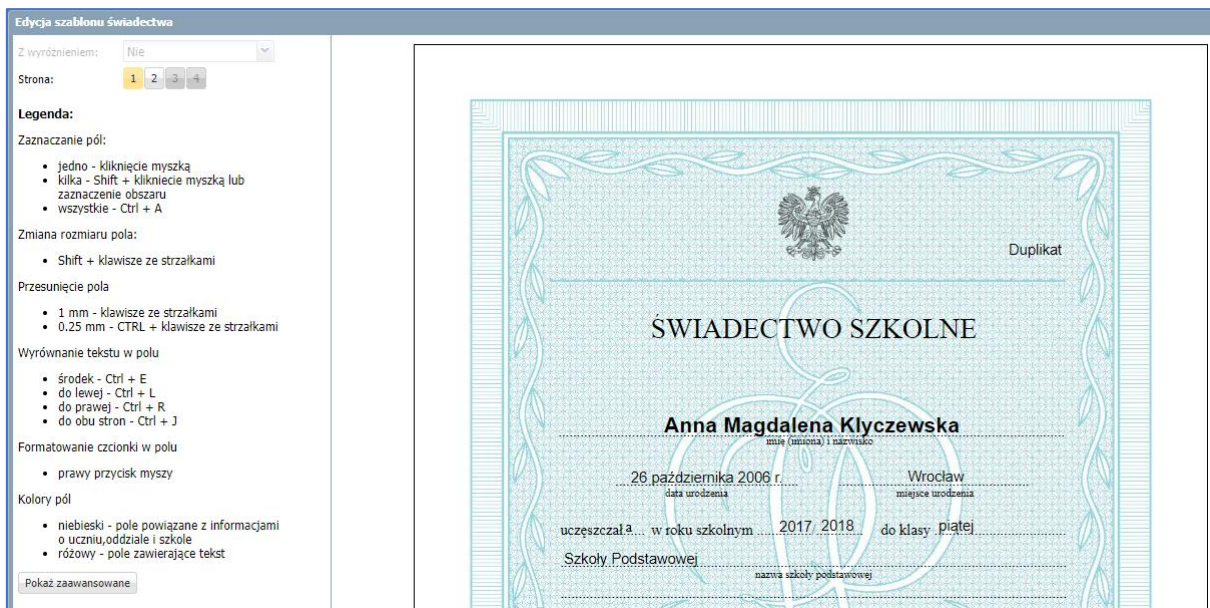 Edycja szablonu świadectwa
Z wyróżnieniem: Nie
Strona: 1 2 3 4
Legenda:
Zaznaczanie pól:
• jedno - kliknięcie myszką
• kilka - Shift + klikniecie myszką lub
zaznaczenie obszaru
• wszystkie - Ctrl + A
Zmiana rozmiaru pola:
• Shift + klawisze ze strzałkami
Przesunięcie pola
• 1 mm - klawisze ze strzałkami
• 0.25 mm - CTRL + klawisze ze strzałkami
Wyrównanie tekstu w polu
• środek - Ctrl + E
• do lewej - Ctrl + L
• do prawej - Ctrl + R
• do obu stron - Ctrl + J
Formatowanie czcionki w polu
• prawy przycisk myszy
Kolory pól
• niebieski - pole powiązane z informacjami
o uczniu,oddziale i szkole
• różowy - pole zawierające tekst
Pokaż zaawansowane
Duplikat
ŚWIADECTWO SZKOLNE
Anna Magdalena Klyczewska
imię (imiona) i nazwisko
26 października 2006 r. Wrocław
data urodzenia miejsce urodzenia
uczęszczał a w roku szkolnym 2017/ 2018 do klasy piątej
Szkoły Podstawowej
nazwa szkoły podstawowej